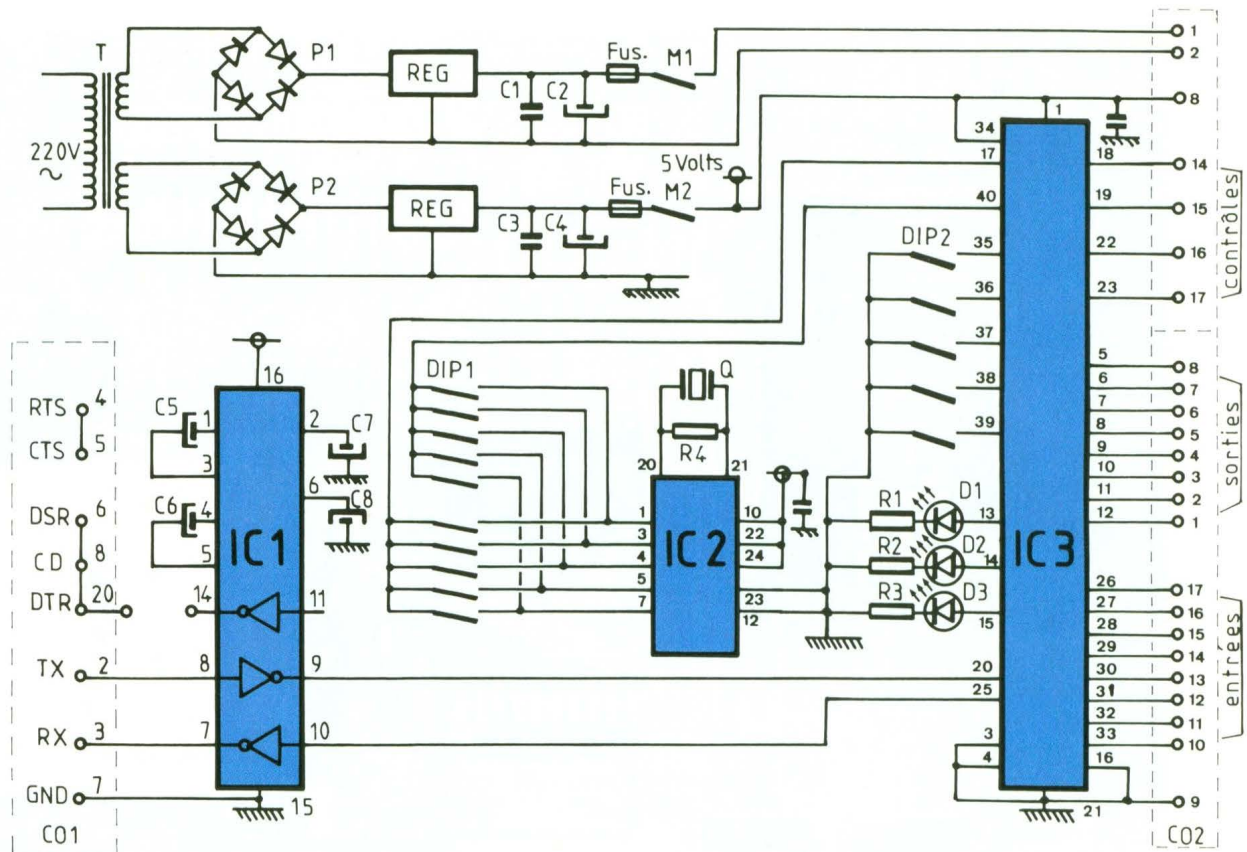 T
220V
~
P1
REG
C1
C2
Fus.
M1
P2
REG
C3
C4
Fus.
M2
5 Volts
1
2
8
14
15
16
17
contrôles
8
7
6
5
4
3
2
1
sorties
17
16
15
14
13
12
11
10
entrées
9
CO2
RTS 4
CTS 5
DSR 6
CD 8
DTR 20
TX 2
RX 3
GND 7
CO1
IC1
16
C5
1
3
C6
4
5
2
C7
6
C8
14
11
8
9
7
10
15
DIP1
Q
R4
20
21
IC2
1
3
4
5
7
10
22
24
23
12
DIP2
R1
D1
R2
D2
R3
D3
IC3
1
34
17
40
35
36
37
38
39
13
14
15
20
25
3
4
18
19
22
23
5
6
7
8
9
10
11
12
26
27
28
29
30
31
32
33
16
21